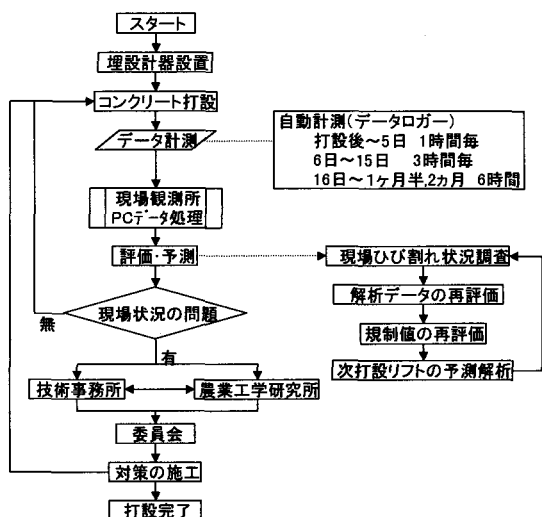 スタート
埋設計器設置
コンクリート打設
データ計測
自動計測(データロガー)
打設後～5日 1時間毎
6日～15日 3時間毎
16日～1ヶ月半,2ヵ月 6時間
現場観測所
PCデータ処理
評価・予測
現場ひび割れ状況調査
解析データの再評価
規制値の再評価
次打設リフトの予測解析
現場状況の問題
無
有
技術事務所
農業工学研究所
委員会
対策の施工
打設完了